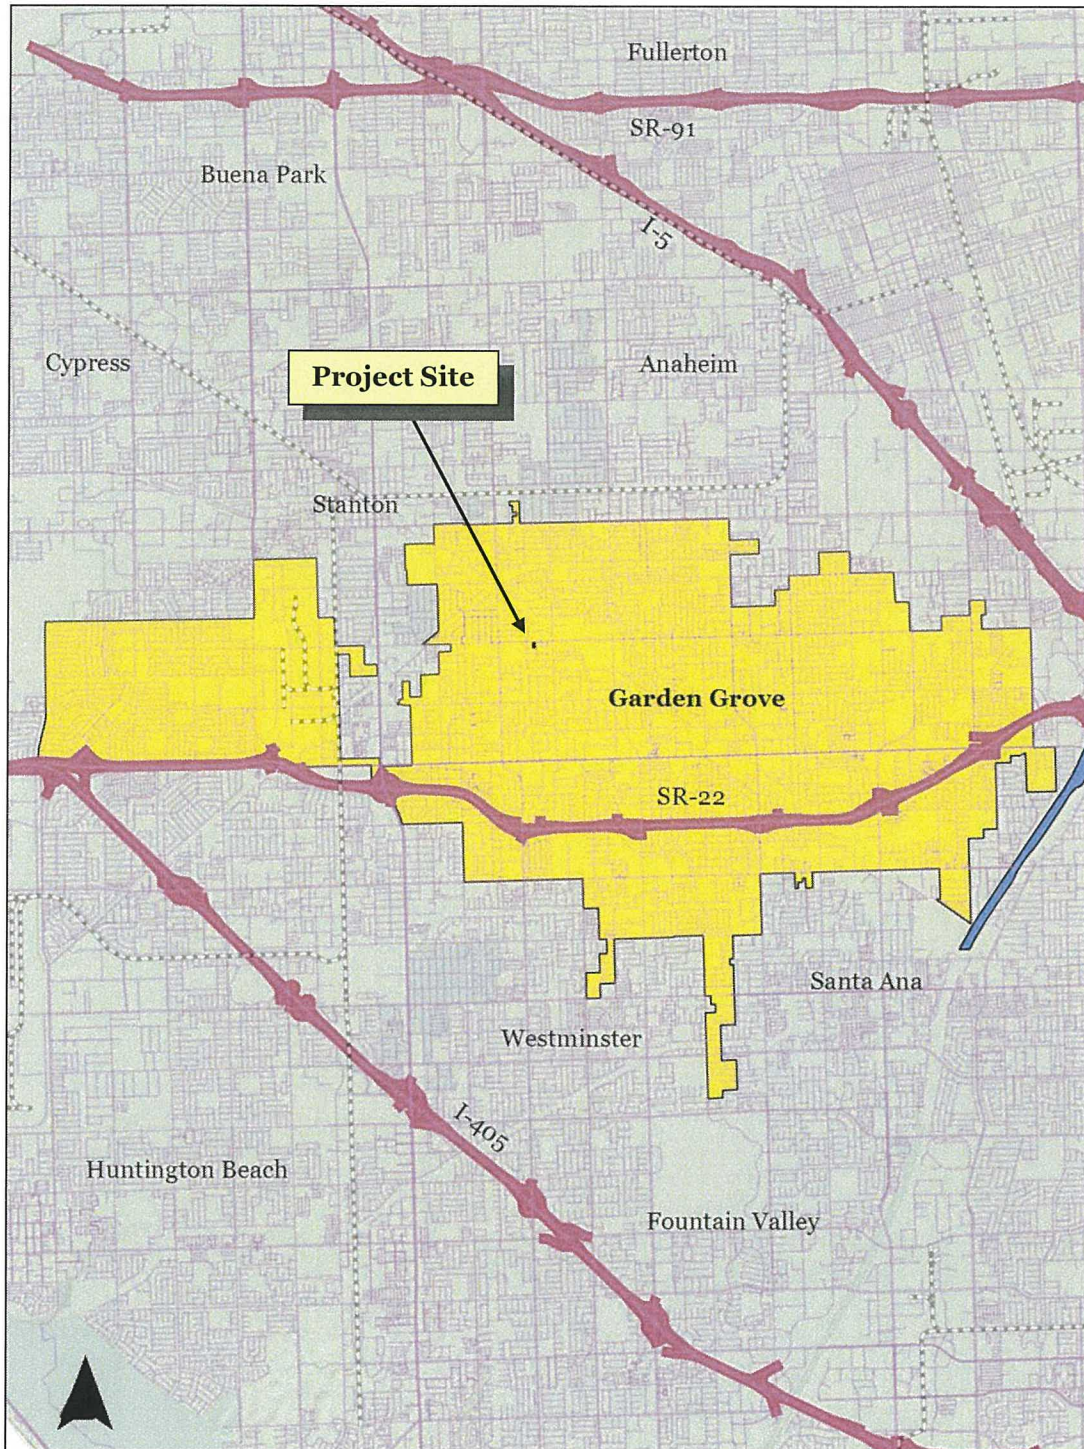 Fullerton
SR-91
Buena Park
I-5
Cypress
Project Site
Anaheim
Stanton
Garden Grove
SR-22
Santa Ana
Westminster
I-405
Huntington Beach
Fountain Valley